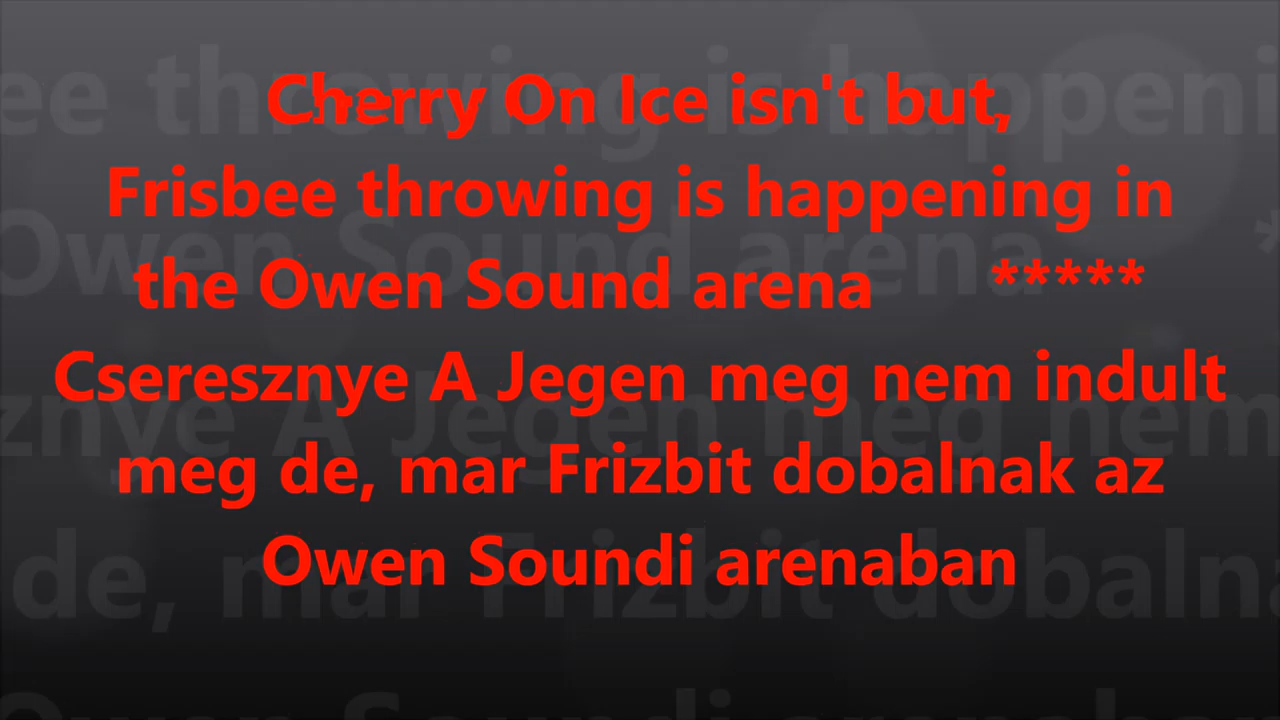 Cherry On Ice isn't but,
Frisbee throwing is happening in
the Owen Sound arena *****
Cseresznye A Jegen meg nem indult
meg de, mar Frizbit dobalnak az
Owen Soundi arenaban